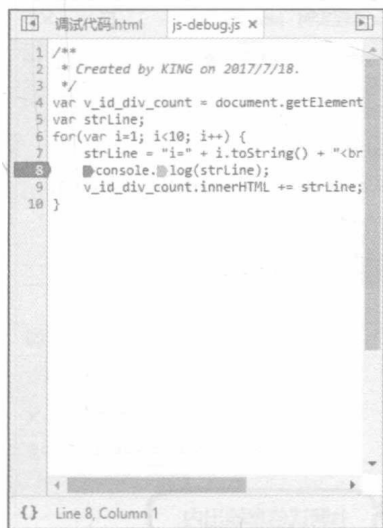 调试代码.html js-debug.js ×
1 /**
2 * Created by KING on 2017/7/18.
3 */
4 var v_id_div_count = document.getElement
5 var strLine;
6 for(var i=1; i<10; i++) {
7 strLine = "i=" + i.toString() + "<br
8 console.log(strLine);
9 v_id_div_count.innerHTML += strLine;
10 }
{} Line 8, Column 1